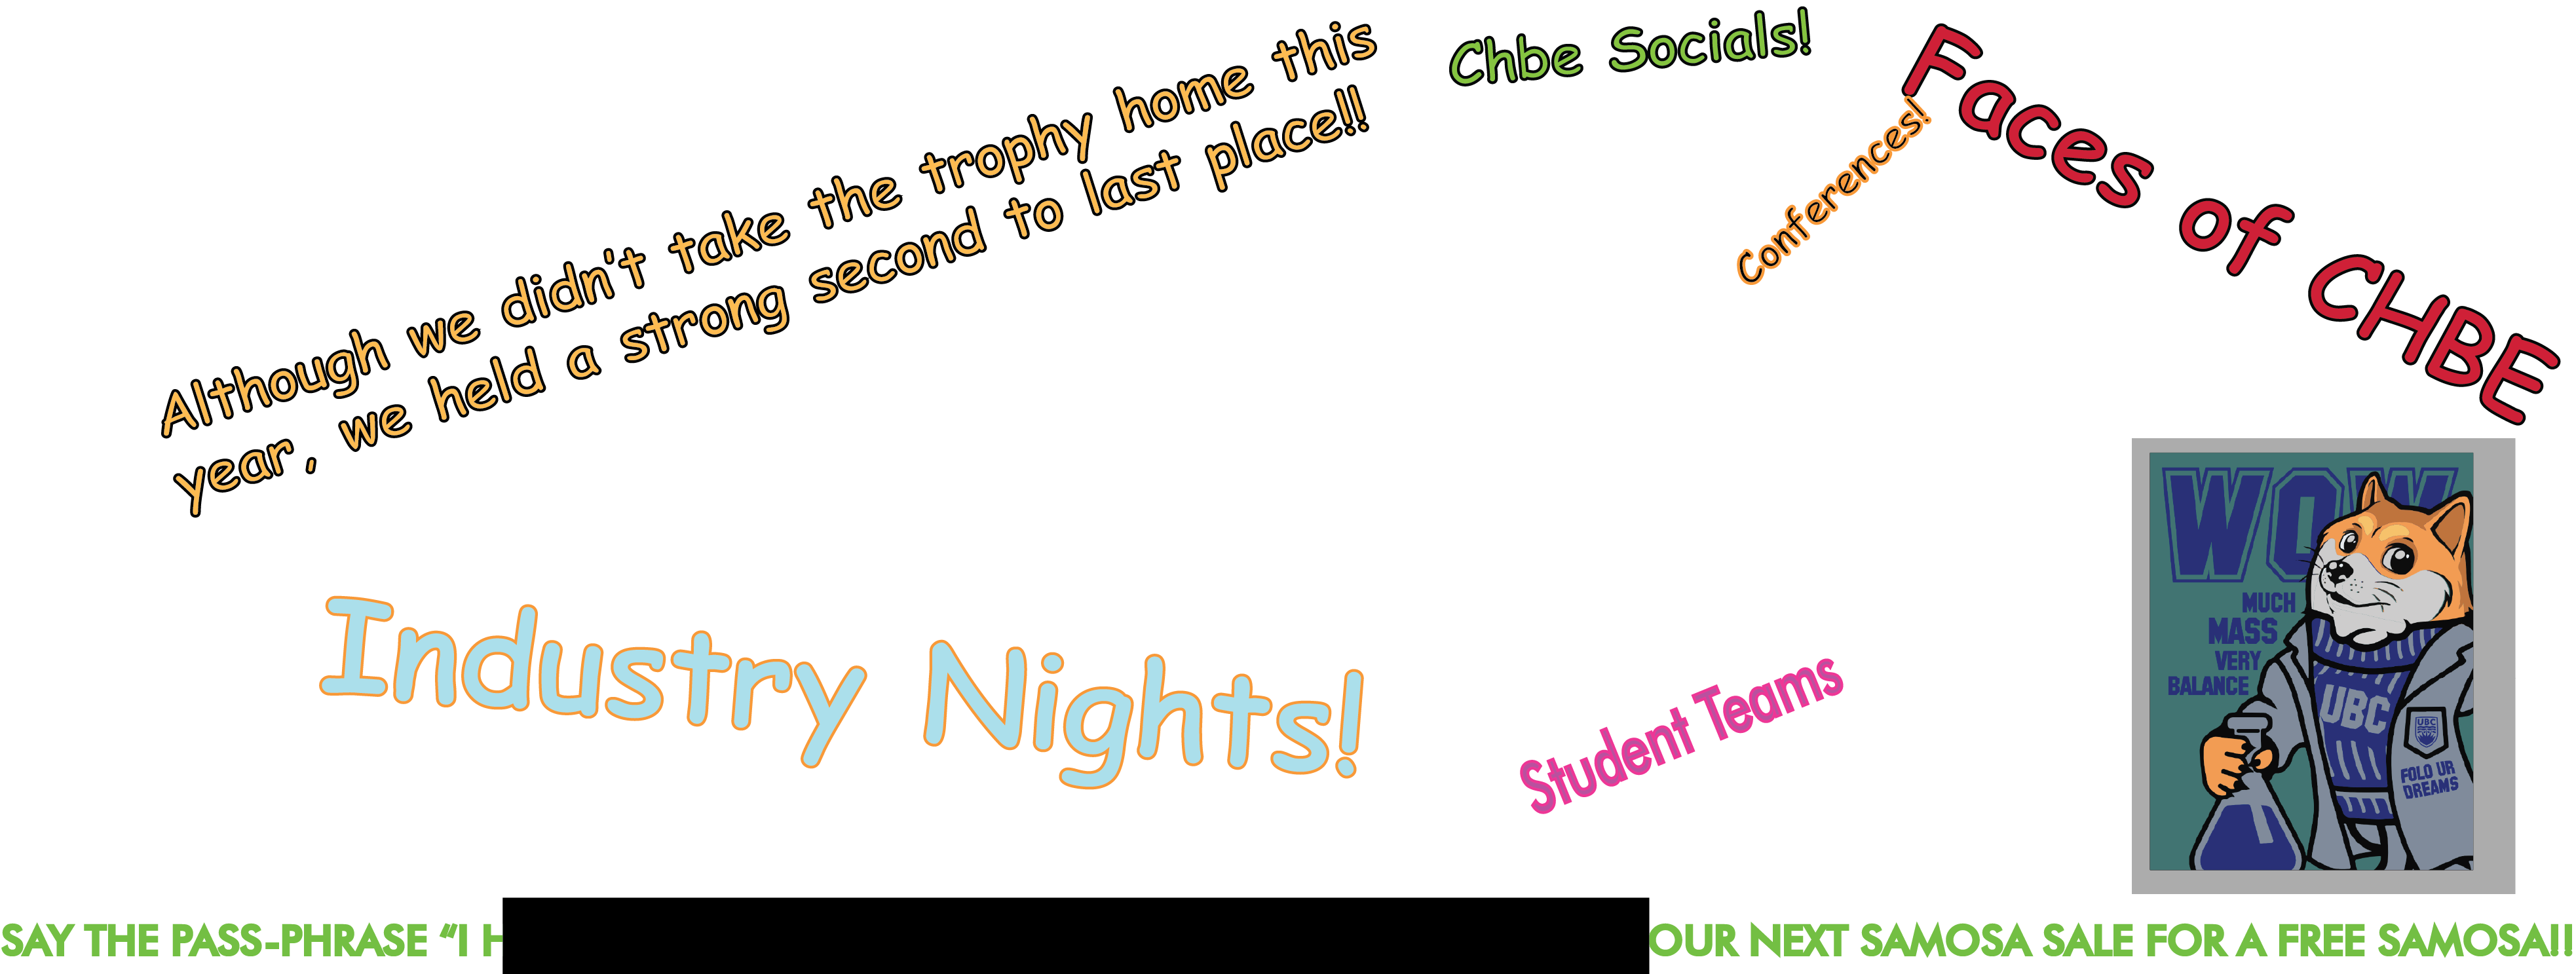 Although we didn't take the trophy home this
year, we held a strong second to last place!!
Chbe Socials!
Conferences!
Faces of CHBE
Industry Nights!
Student Teams
WOW
MUCH
MASS
VERY
BALANCE
UBC
UBC
FOLO UR
DREAMS
SAY THE PASS-PHRASE “I OUR NEXT SAMOSA SALE FOR A FREE SAMOSA!!